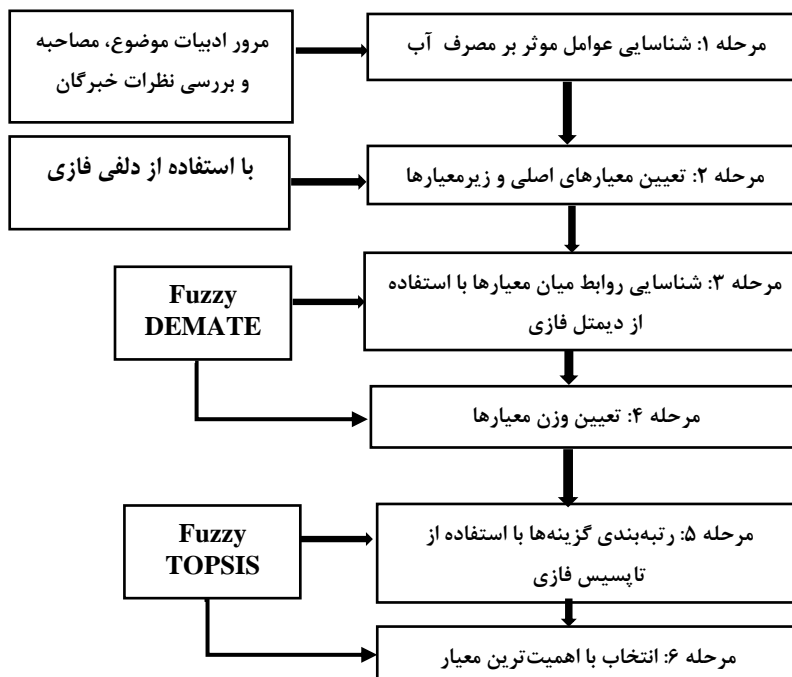 مرور ادبیات موضوع، مصاحبه
و بررسی نظرات خبرگان
مرحله ۱: شناسایی عوامل موثر بر مصرف آب
با استفاده از دلفی فازی
مرحله ۲: تعیین معیارهای اصلی و زیرمعیارها
Fuzzy
DEMATE
مرحله ۳: شناسایی روابط میان معیارها با استفاده
از دیمتل فازی
مرحله ۴: تعیین وزن معیارها
Fuzzy
TOPSIS
مرحله ۵: رتبه‌بندی گزینه‌ها با استفاده از
تاپسیس فازی
مرحله ۶: انتخاب با اهمیت‌ترین معیار